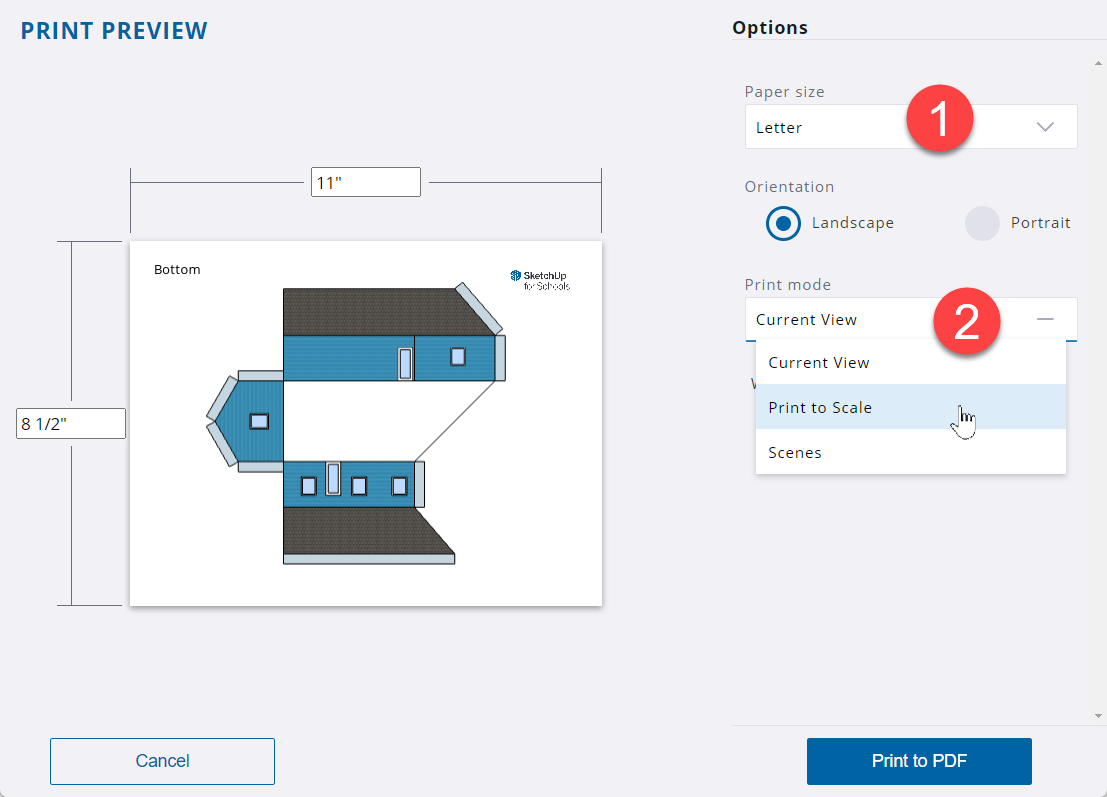 PRINT PREVIEW
Options
Paper size
Letter
1
Orientation
Landscape
Portrait
11"
Bottom
SketchUp
for Schools
8 1/2"
Print mode
Current View
2
Current View
Print to Scale
Scenes
Cancel
Print to PDF